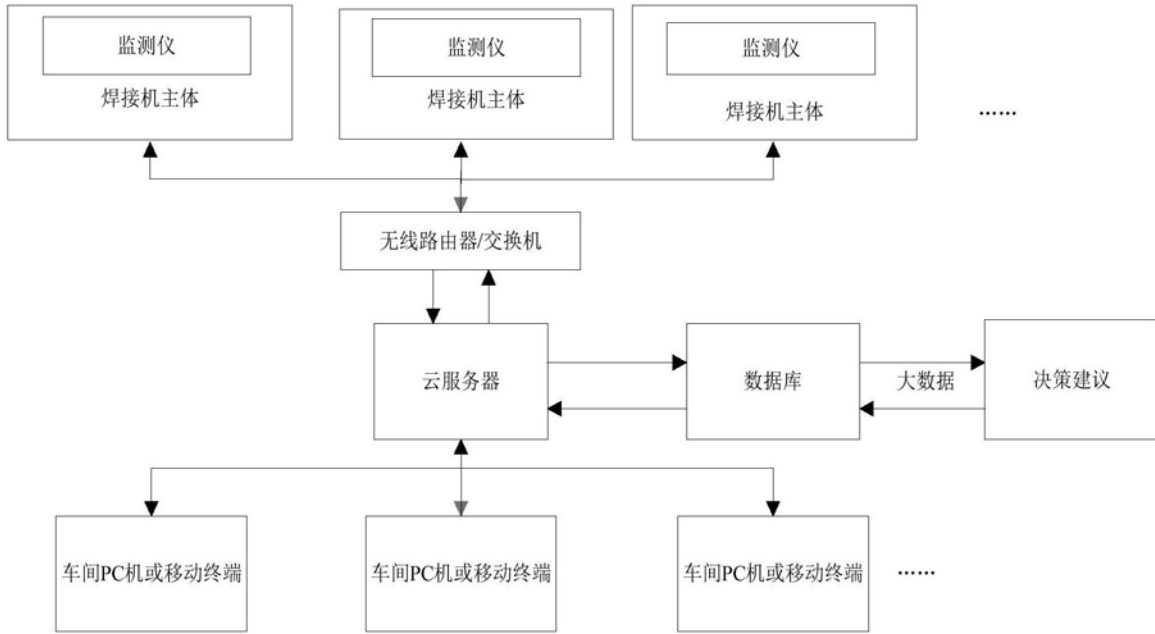 监测仪
焊接机主体
监测仪
焊接机主体
监测仪
焊接机主体
……
无线路由器/交换机
云服务器
数据库
大数据
决策建议
车间PC机或移动终端
车间PC机或移动终端
车间PC机或移动终端
……